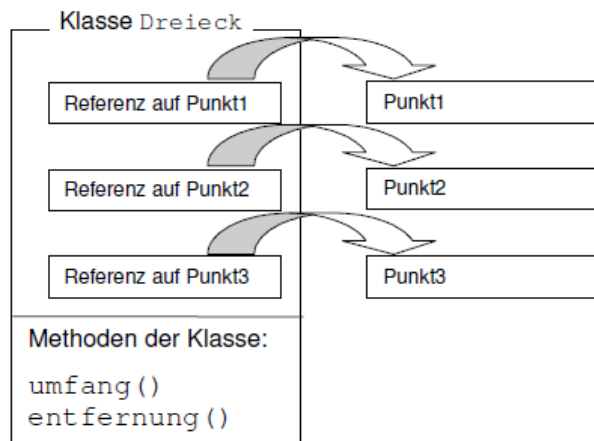 Klasse Dreieck
Referenz auf Punkt1
Punkt1
Referenz auf Punkt2
Punkt2
Referenz auf Punkt3
Punkt3
Methoden der Klasse:
umfang()
entfernung()